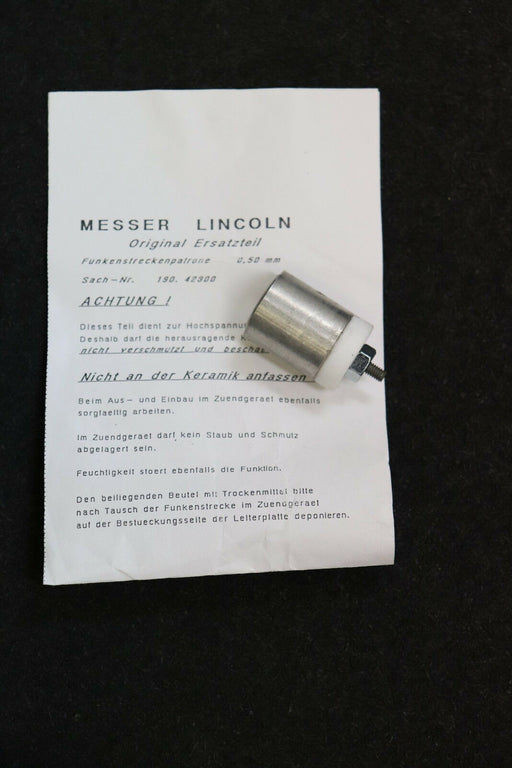 MESSER LINCOLN
Original Ersatzteil
Funkenstreckenpatrone 0,50 mm
Sach-Nr. 190. 42300
ACHTUNG !
Dieses Teil dient zur
Deshalb darf die herausragende
nicht verschmutzt und
Nicht an der Keramik anfassen
Beim Aus- und Einbau im Zuendgeraet ebenfalls
sorgfaeltig arbeiten.
Im Zuendgeraet darf kein Staub und Schmutz
abgelagert sein.
Feuchtigkeit stoert ebenfalls die Funktion.
Den beiliegenden Beutel mit Trockenmittel bitte
nach Tausch der Funkenstrecke im Zuendgeraet
auf der Bestueckungsseite der Leiterplatte deponieren.